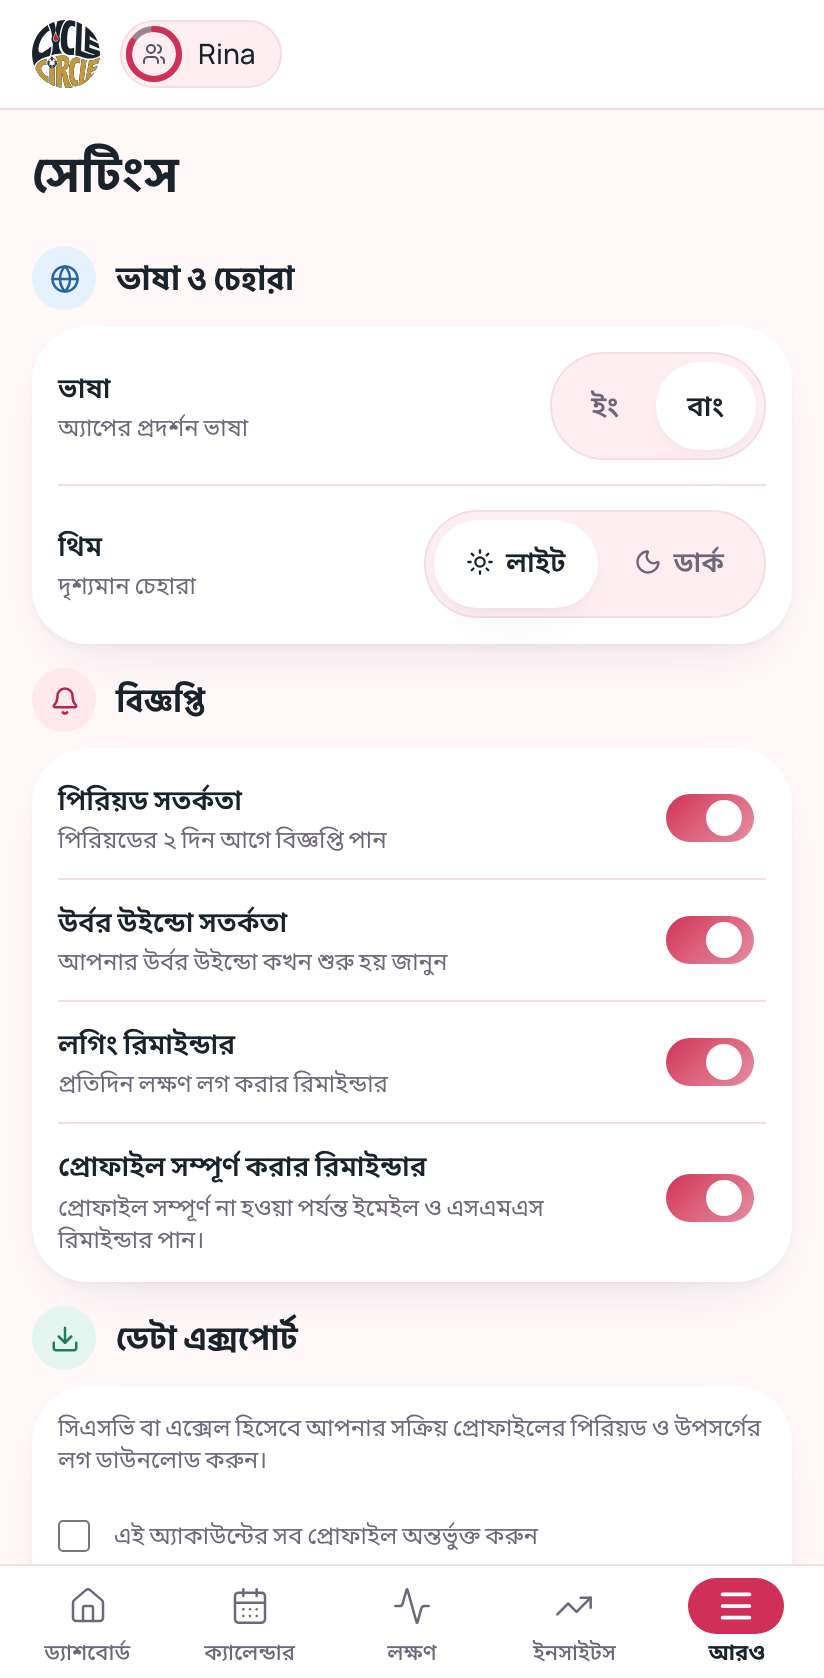 CYCLE
CIRCLE
Rina
সেটিংস
ভাষা ও চেহারা
ভাষা
অ্যাপের প্রদর্শন ভাষা
ইং
বাং
থিম
দৃশ্যমান চেহারা
লাইট
ডার্ক
বিজ্ঞপ্তি
পিরিয়ড সতর্কতা
পিরিয়ডের ২ দিন আগে বিজ্ঞপ্তি পান
উর্বর উইন্ডো সতর্কতা
আপনার উর্বর উইন্ডো কখন শুরু হয় জানুন
লগিং রিমাইন্ডার
প্রতিদিন লক্ষণ লগ করার রিমাইন্ডার
প্রোফাইল সম্পূর্ণ করার রিমাইন্ডার
প্রোফাইল সম্পূর্ণ না হওয়া পর্যন্ত ইমেইল ও এসএমএস
রিমাইন্ডার পান।
ডেটা এক্সপোর্ট
সিএসভি বা এক্সেল হিসেবে আপনার সক্রিয় প্রোফাইলের পিরিয়ড ও উপসর্গের
লগ ডাউনলোড করুন।
এই অ্যাকাউন্টের সব প্রোফাইল অন্তর্ভুক্ত করুন
ড্যাশবোর্ড
ক্যালেন্ডার
লক্ষণ
ইনসাইটস
আরও